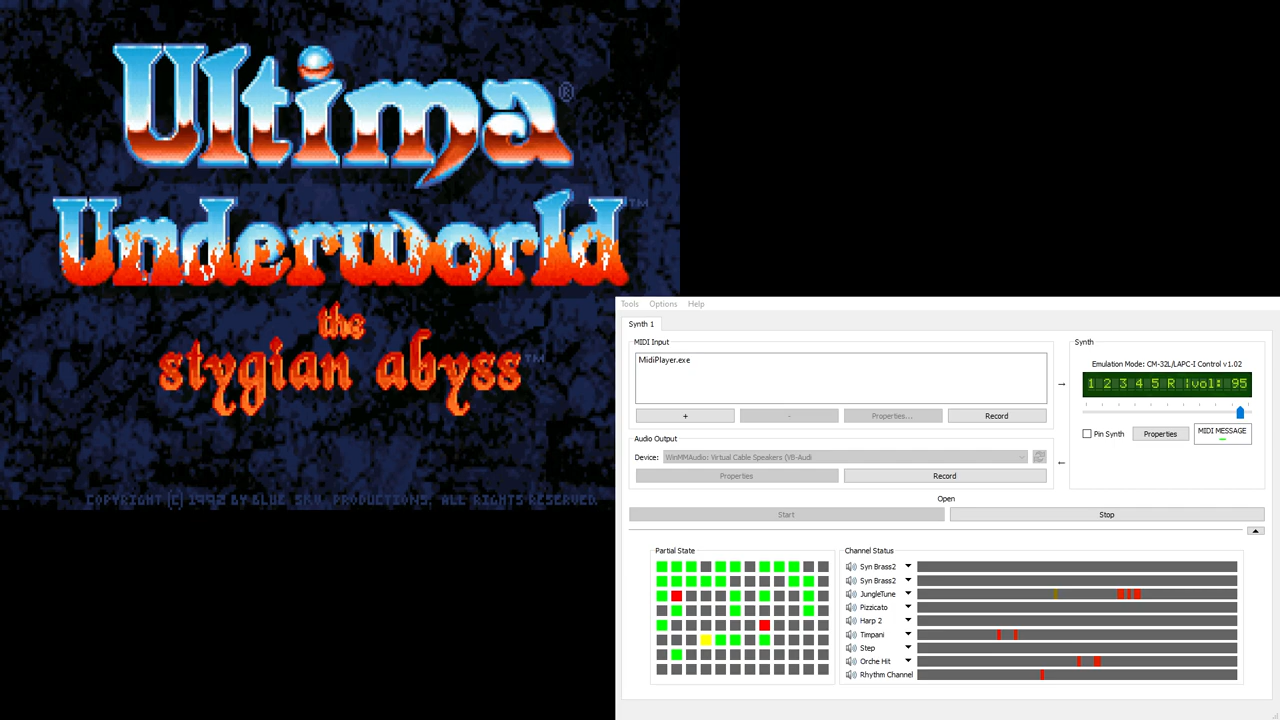 Ultima®
Underworld™
the
stygian abyss™
COPYRIGHT (C) 1992 BY BLUE SKY PRODUCTIONS. ALL RIGHTS RESERVED.
Tools Options Help
Synth 1
MIDI Input
MidiPlayer.exe
+ - Properties... Record
Audio Output
Device: WinMMAudio: Virtual Cable Speakers (VB-Audi
Properties Record
Synth
Emulation Mode: CM-32L/LAPC-I Control v1.02
1 2 3 4 5 R |vol: 95
Pin Synth Properties MIDI MESSAGE
Open
Start Stop
Partial State
Channel Status
Syn Brass2
Syn Brass2
JungleTune
Pizzicato
Harp 2
Timpani
Step
Orche Hit
Rhythm Channel